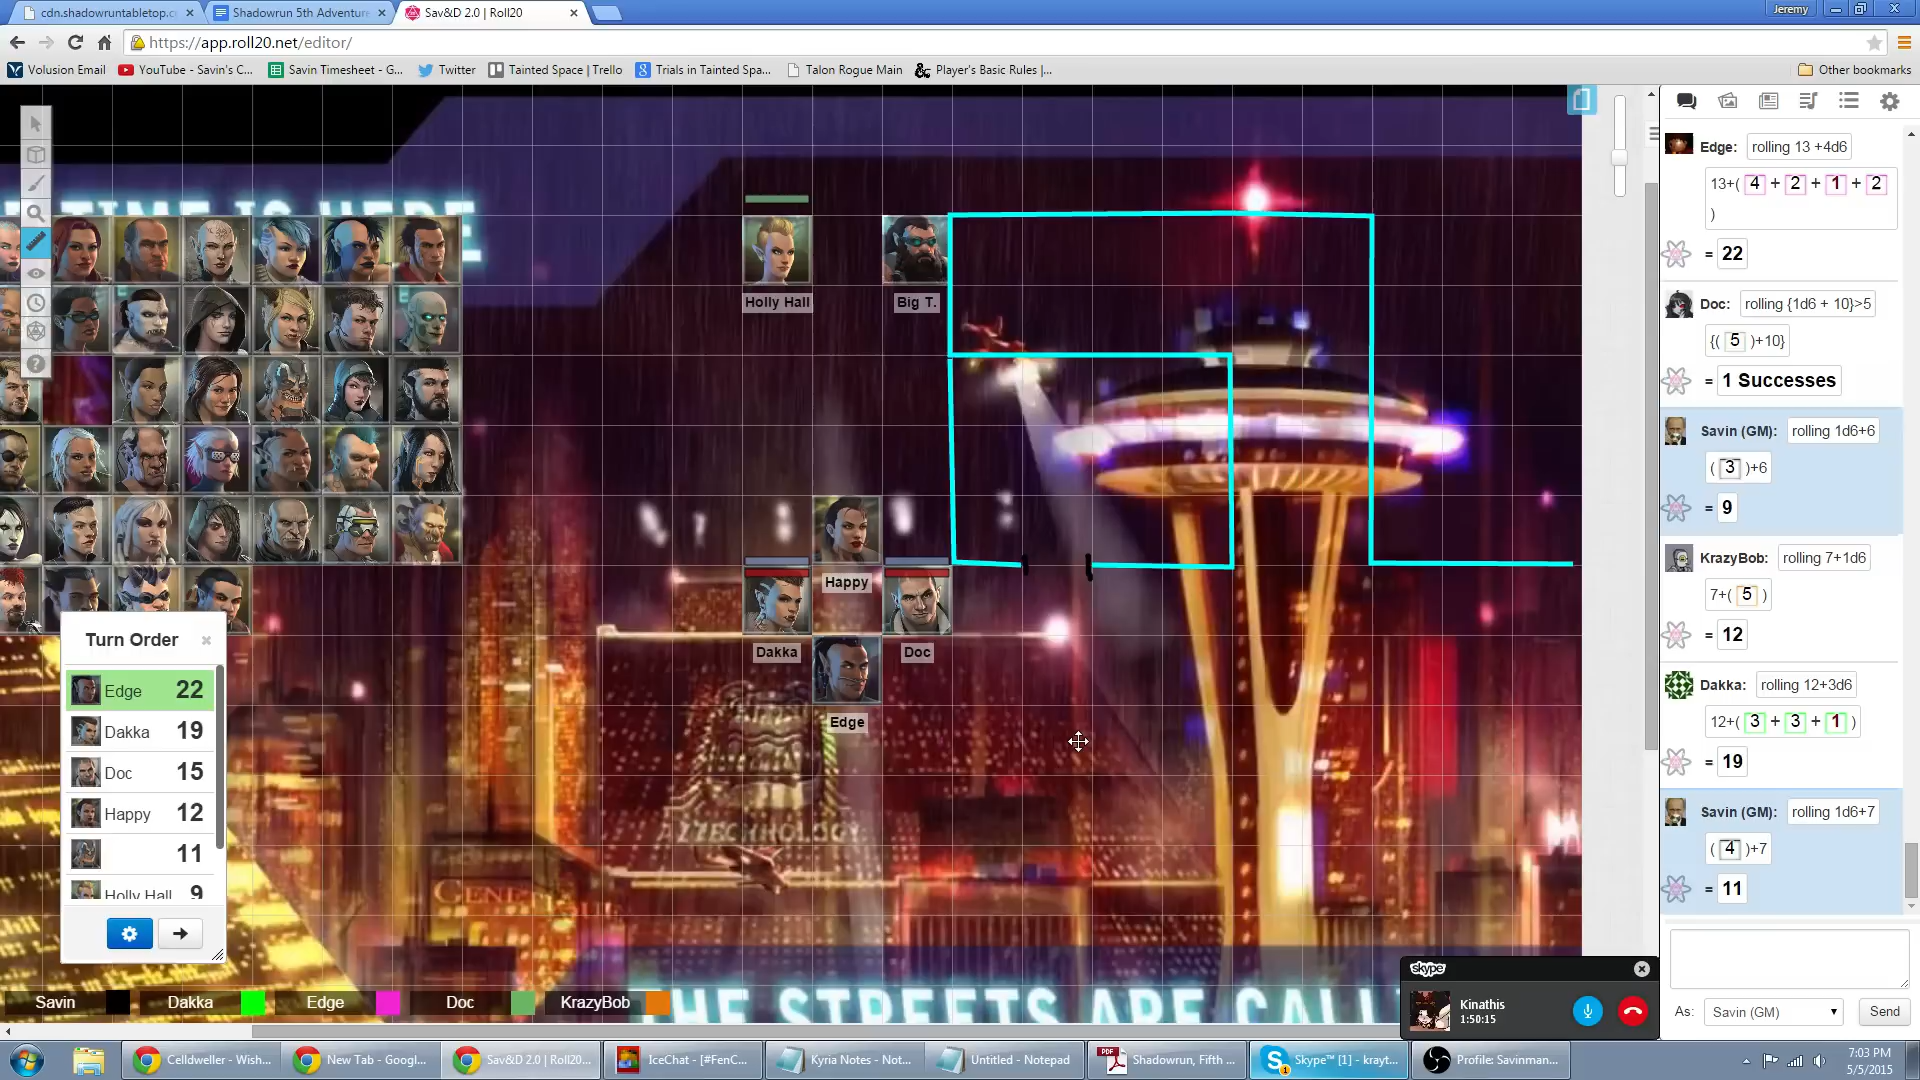 cdn.shadowruntabletop.c
Shadowrun 5th Adventure
Sav&D 2.0 | Roll20
Jeremy
https://app.roll20.net/editor/
Volusion Email
YouTube - Savin's C...
Savin Timesheet - G...
Twitter
Tainted Space | Trello
Trials in Tainted Spa...
Talon Rogue Main
Player's Basic Rules |...
Other bookmarks
E TIME IS HERE
Holly Hall
Big T.
Happy
Dakka
Doc
Edge
AZTECHNOLOGY
THE STREETS ARE CALL
Turn Order
Edge 22
Dakka 19
Doc 15
Happy 12
11
Holly Hall 9
Savin
Dakka
Edge
Doc
KrazyBob
Edge: rolling 13 +4d6
13+( 4 + 2 + 1 + 2
)
= 22
Doc: rolling {1d6 + 10}>5
{( 5 )+10}
= 1 Successes
Savin (GM): rolling 1d6+6
( 3 )+6
= 9
KrazyBob: rolling 7+1d6
7+( 5 )
= 12
Dakka: rolling 12+3d6
12+( 3 + 3 + 1 )
= 19
Savin (GM): rolling 1d6+7
( 4 )+7
= 11
As: Savin (GM)
Send
skype
Kinathis
1:50:15
Celldweller - Wish...
New Tab - Googl...
Sav&D 2.0 | Roll20...
IceChat - [#FenC...
Kyria Notes - Not...
Untitled - Notepad
Shadowrun, Fifth ...
Skype™ [1] - krayt...
Profile: Savinman...
7:03 PM
5/5/2015